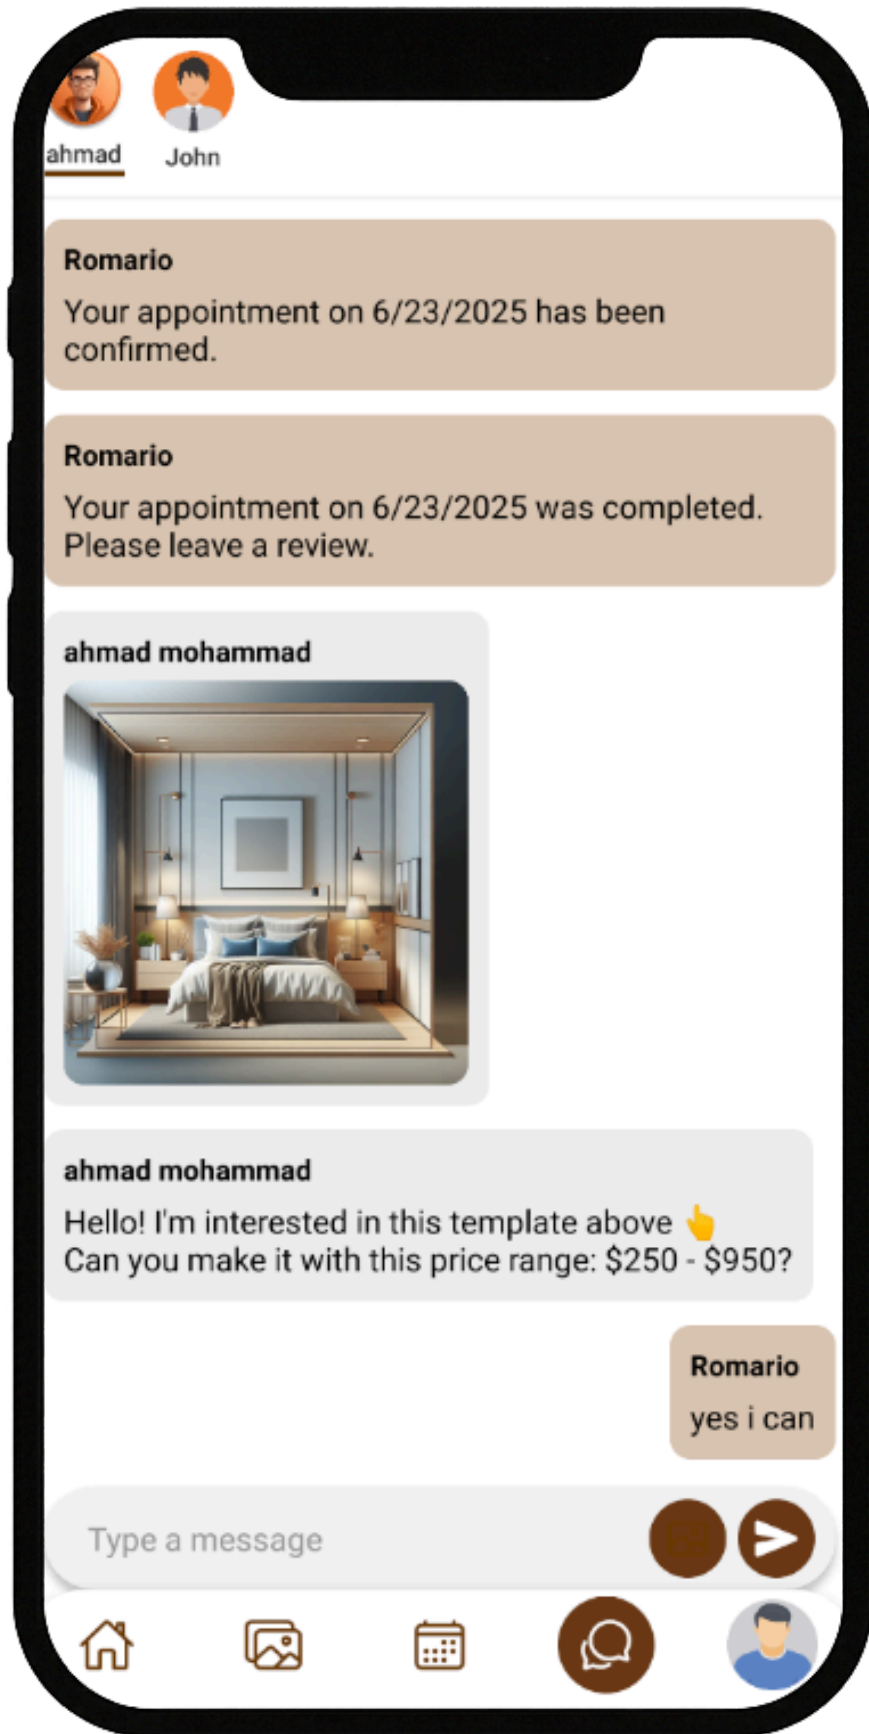 ahmad
John
Romario
Your appointment on 6/23/2025 has been
confirmed.
Romario
Your appointment on 6/23/2025 was completed.
Please leave a review.
ahmad mohammad
ahmad mohammad
Hello! I'm interested in this template above 👆
Can you make it with this price range: $250 - $950?
Romario
yes i can
Type a message